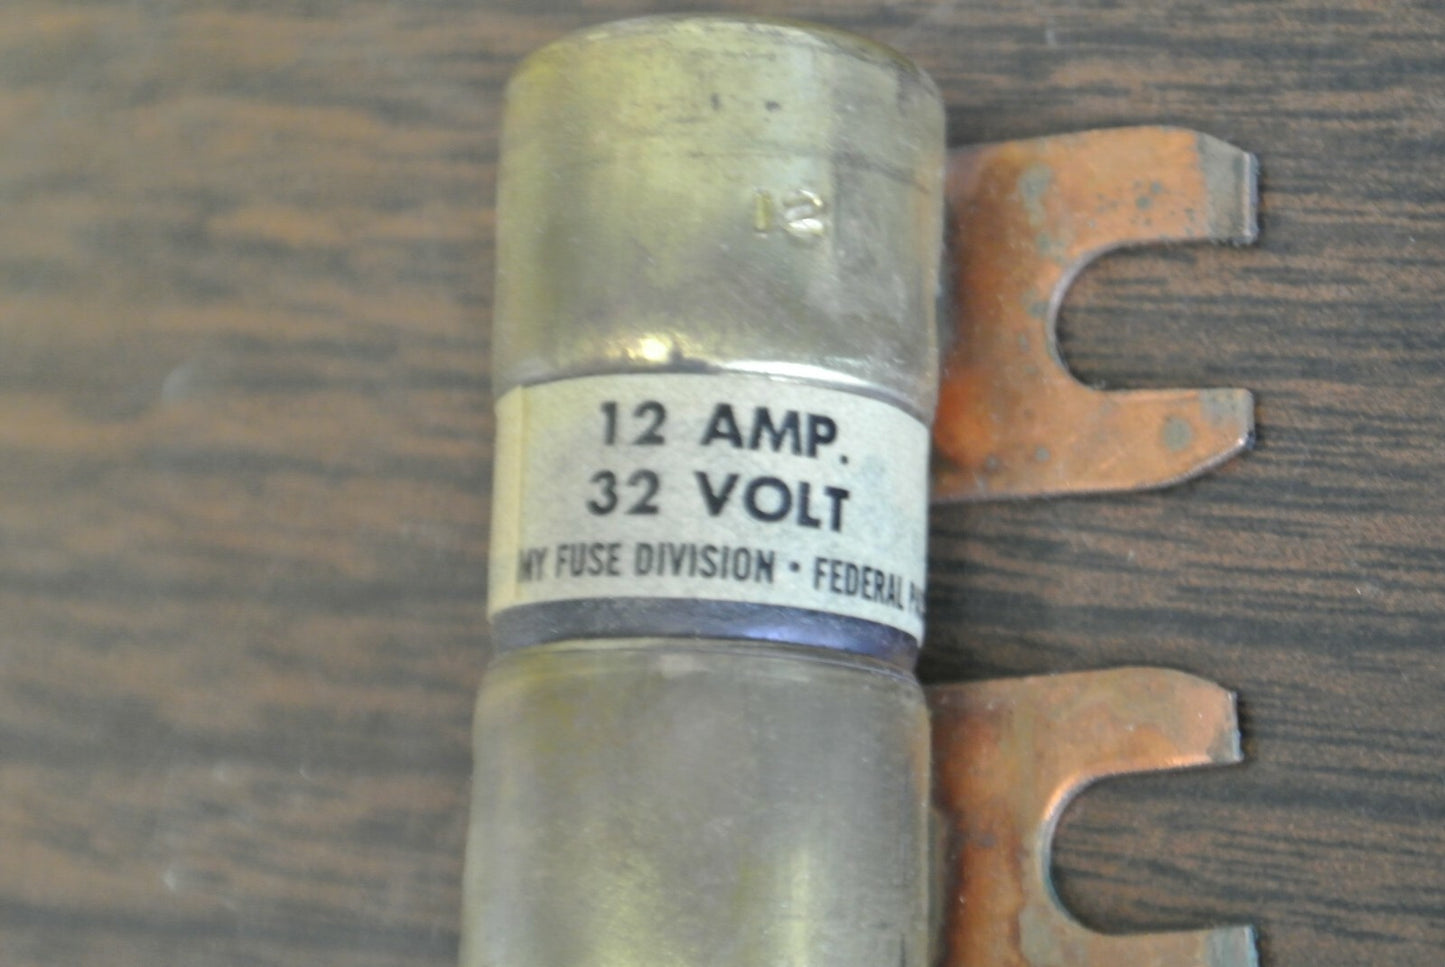 12
12 AMP.
32 VOLT
FUSE DIVISION • FEDERAL